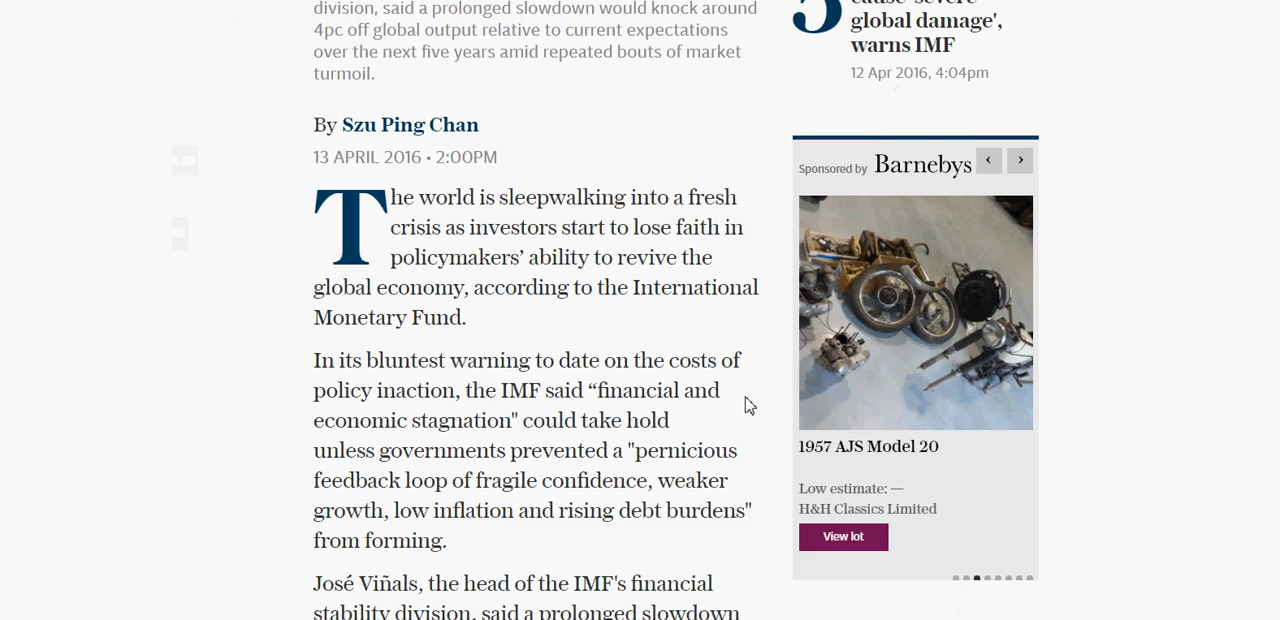 division, said a prolonged slowdown would knock around
4pc off global output relative to current expectations
over the next five years amid repeated bouts of market
turmoil.
By Szu Ping Chan
13 APRIL 2016 • 2:00PM
The world is sleepwalking into a fresh
crisis as investors start to lose faith in
policymakers’ ability to revive the
global economy, according to the International
Monetary Fund.
In its bluntest warning to date on the costs of
policy inaction, the IMF said “financial and
economic stagnation" could take hold
unless governments prevented a "pernicious
feedback loop of fragile confidence, weaker
growth, low inflation and rising debt burdens"
from forming.
José Viñals, the head of the IMF's financial
stability division, said a prolonged slowdown
5
cause 'severe
global damage',
warns IMF
12 Apr 2016, 4:04pm
Sponsored by Barnebys
1957 AJS Model 20
Low estimate: —
H&H Classics Limited
View lot